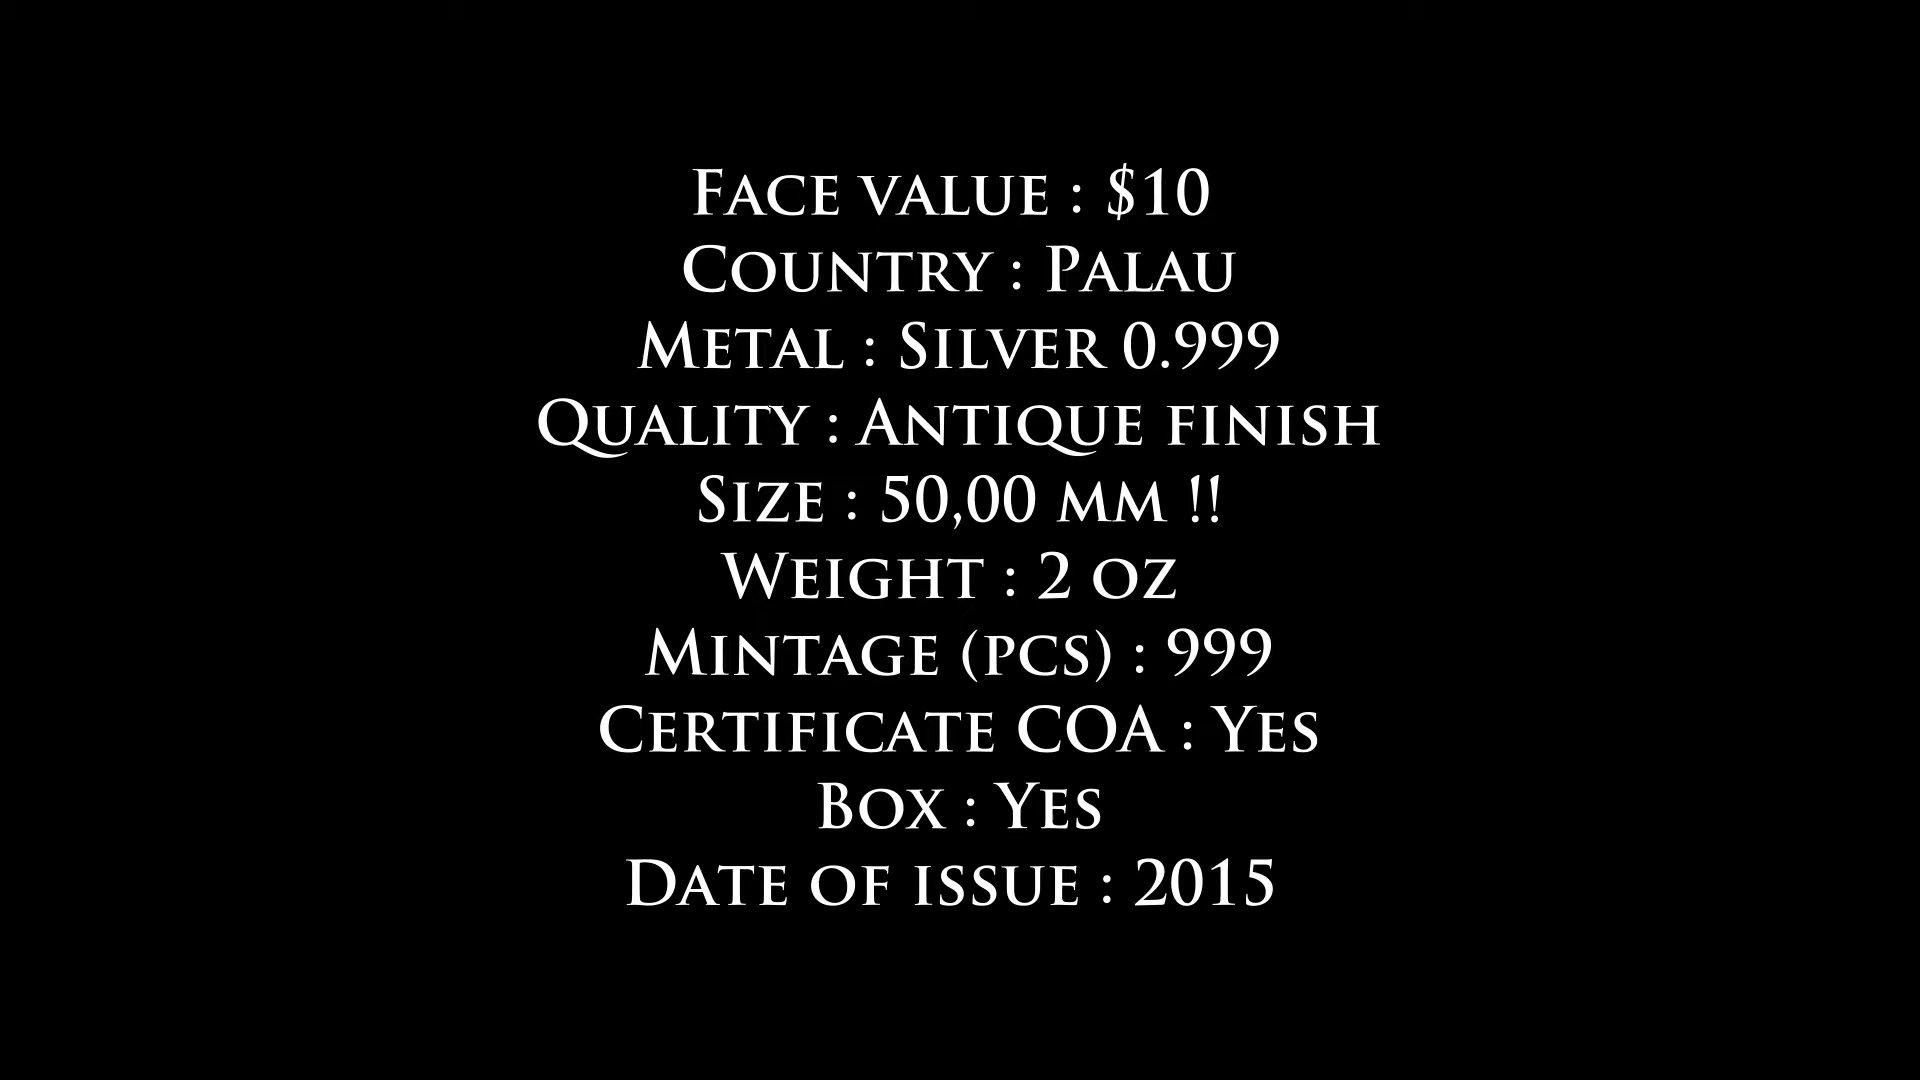 Face value : $10
Country : Palau
Metal : Silver 0.999
Quality : Antique finish
Size : 50,00 mm !!
Weight : 2 oz
Mintage (pcs) : 999
Certificate COA : Yes
Box : Yes
Date of issue : 2015